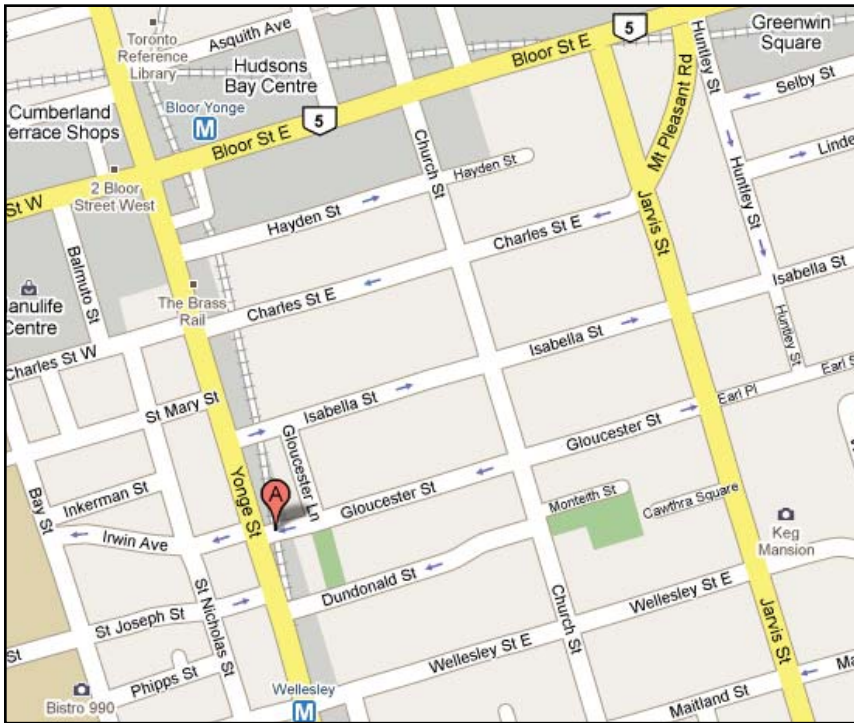 Asquith Ave
Toronto
Reference
Library
Hudsons
Bay Centre
Bloor St E
5
Huntley St
Greenwin
Square
Mt Pleasant Rd
Selby St
Cumberland
Terrace Shops
Bloor Yonge
M
Bloor St E
5
Church St
Hayden St
Huntley St
Linde
2 Bloor
Street West
St W
Hayden St
Jarvis St
Charles St E
Balmuto St
Isabella St
anulife
Centre
The Brass
Rail
Charles St E
Isabella St
Huntley St
Charles St W
St Mary St
Isabella St
Earl Pl
Earl S
Gloucester Ln
Gloucester St
Yonge St
A
Gloucester St
Monteith St
Cawthra Square
Bay St
Inkerman St
Irwin Ave
Keg
Mansion
St Nicholas St
Dundonald St
Wellesley St E
St Joseph St
Church St
Jarvis St
St
Wellesley St E
Phipps St
Wellesley
M
Maitland St
Ma
Bistro 990